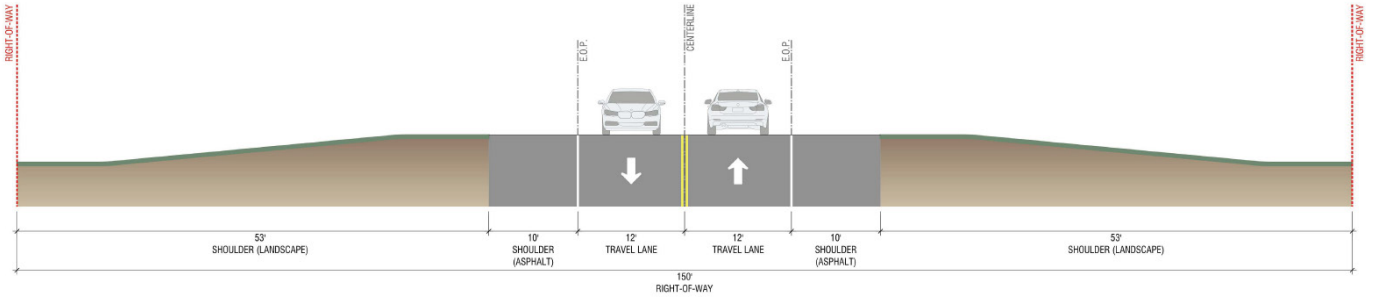 RIGHT-OF-WAY
E.O.P.
CENTERLINE
E.O.P.
RIGHT-OF-WAY
53'
SHOULDER (LANDSCAPE)
10'
SHOULDER
(ASPHALT)
12'
TRAVEL LANE
12'
TRAVEL LANE
10'
SHOULDER
(ASPHALT)
53'
SHOULDER (LANDSCAPE)
150'
RIGHT-OF-WAY